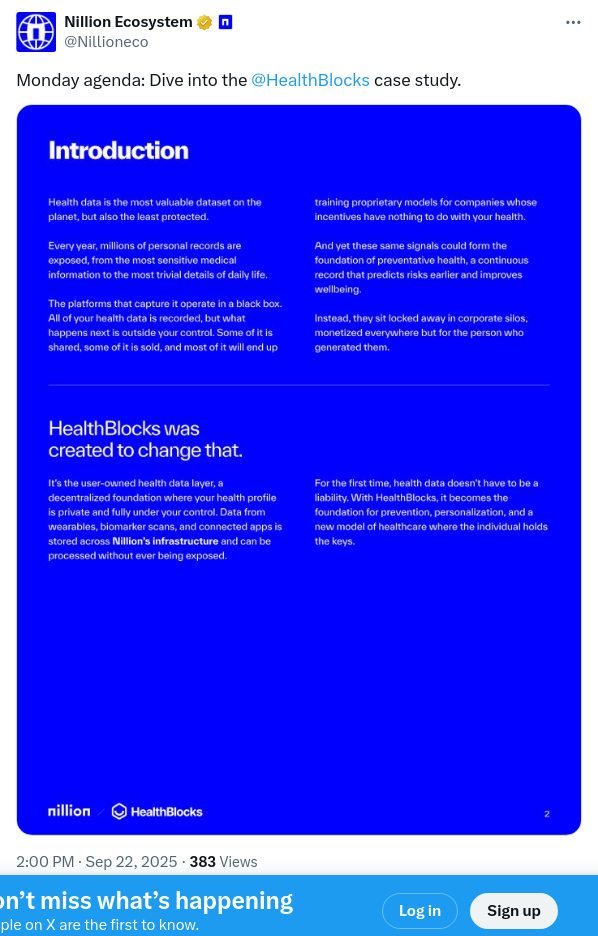 Nillion Ecosystem
@Nillioneco
Monday agenda: Dive into the @HealthBlocks case study.
Introduction
Health data is the most valuable dataset on the
planet, but also the least protected.
Every year, millions of personal records are
exposed, from the most sensitive medical
information to the most trivial details of daily life.
The platforms that capture it operate in a black box.
All of your health data is recorded, but what
happens next is outside your control. Some of it is
shared, some of it is sold, and most of it will end up
training proprietary models for companies whose
incentives have nothing to do with your health.
And yet these same signals could form the
foundation of preventative health, a continuous
record that predicts risks earlier and improves
wellbeing.
Instead, they sit locked away in corporate silos,
monetized everywhere but for the person who
generated them.
HealthBlocks was
created to change that.
It's the user-owned health data layer, a
decentralized foundation where your health profile
is private and fully under your control. Data from
wearables, biomarker scans, and connected apps is
stored across Nillion's infrastructure and can be
processed without ever being exposed.
For the first time, health data doesn't have to be a
liability. With HealthBlocks, it becomes the
foundation for prevention, personalization, and a
new model of healthcare where the individual holds
the keys.
nillion / HealthBlocks
2
2:00 PM · Sep 22, 2025 · 383 Views
on't miss what's happening
ple on X are the first to know.
Log in
Sign up